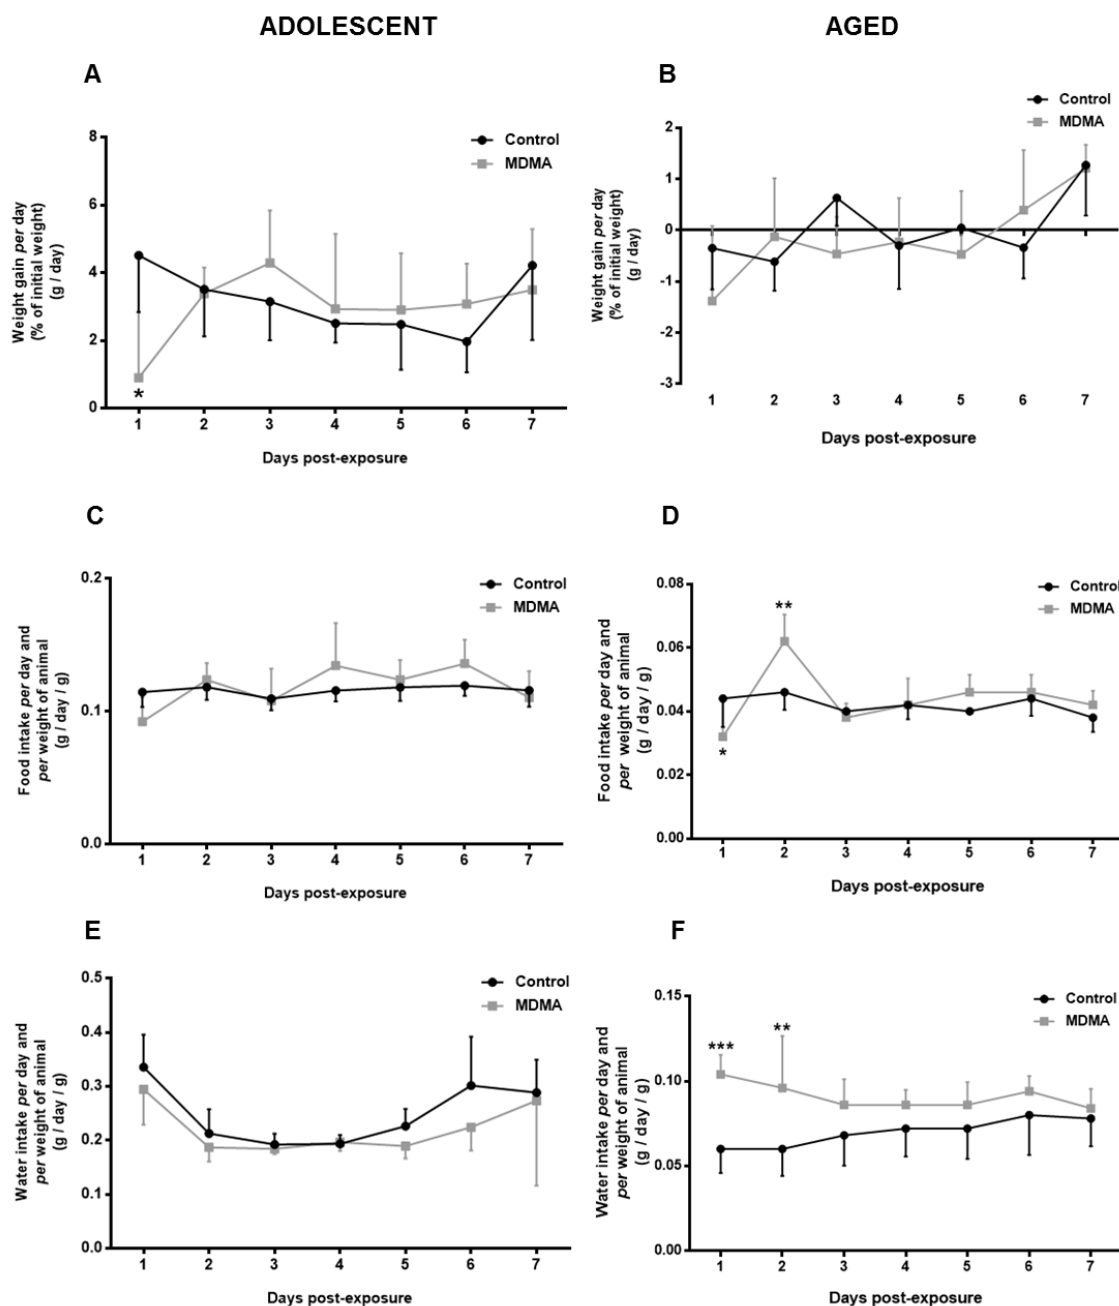 ADOLESCENT
AGED
A
Control
MDMA
Weight gain per day
(% of initial weight)
(g / day)
8
6
4
2
0
*
1 2 3 4 5 6 7
Days post-exposure
B
Control
MDMA
Weight gain per day
(% of initial weight)
(g / day)
2
1
0
-1
-2
-3
1 2 3 4 5 6 7
Days post-exposure
C
Control
MDMA
Food intake per day and
per weight of animal
(g / day / g)
0.2
0.1
0.0
1 2 3 4 5 6 7
Days post-exposure
D
Control
MDMA
Food intake per day and
per weight of animal
(g / day / g)
0.08
0.06
0.04
0.02
0.00
**
*
1 2 3 4 5 6 7
Days post-exposure
E
Control
MDMA
Water intake per day and
per weight of animal
(g / day / g)
0.5
0.4
0.3
0.2
0.1
0.0
1 2 3 4 5 6 7
Days post-exposure
F
Control
MDMA
Water intake per day and
per weight of animal
(g / day / g)
0.15
0.10
0.05
0.00
***
**
1 2 3 4 5 6 7
Days post-exposure